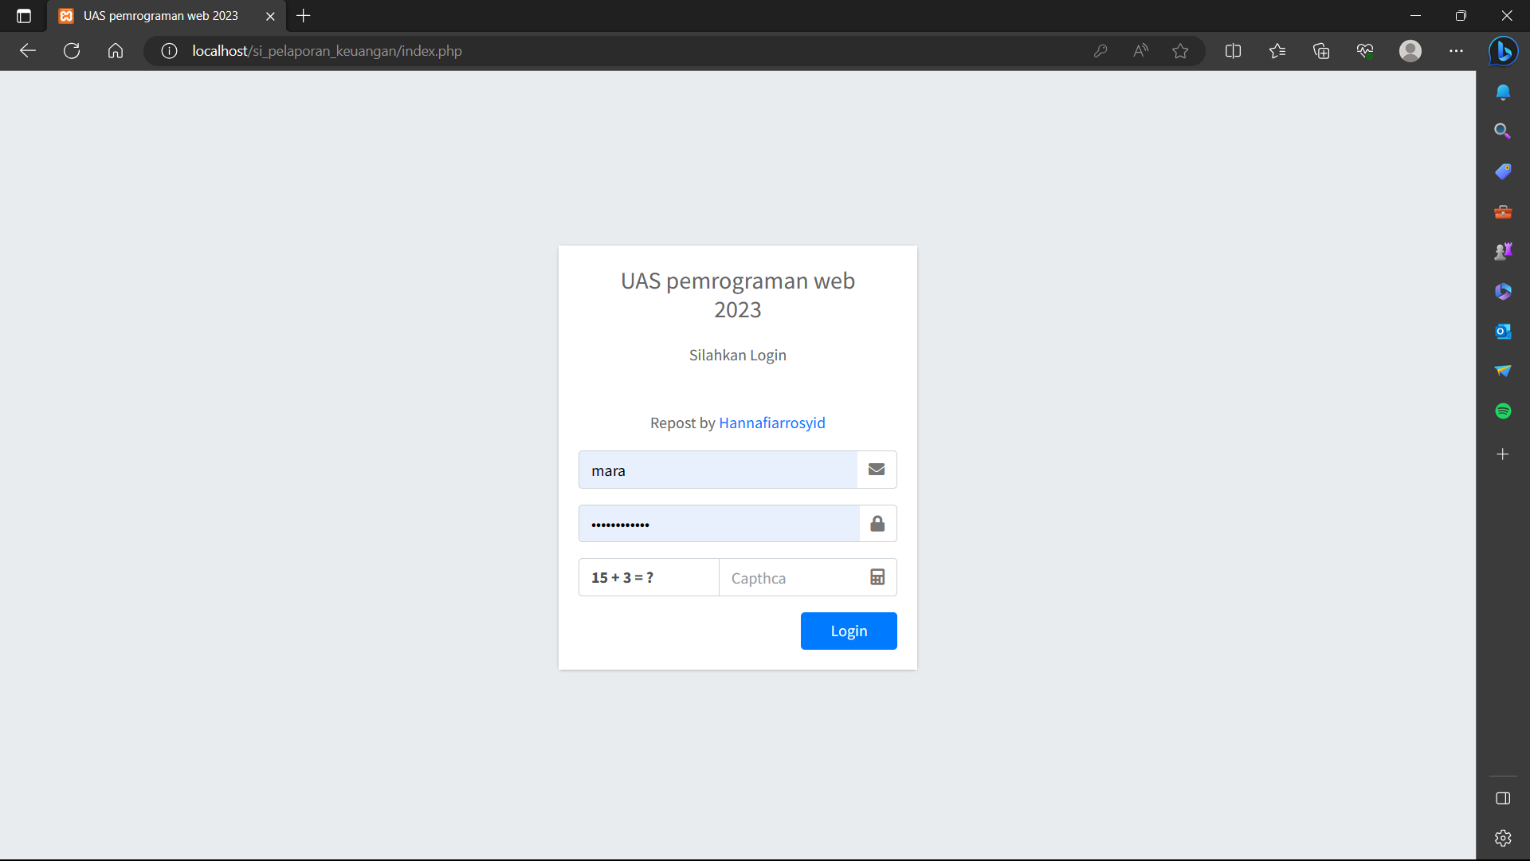 UAS pemrograman web 2023
localhost/si_pelaporan_keuangan/index.php
UAS pemrograman web
2023
Silahkan Login
Repost by Hannafiarrosyid
mara
••••••••••••
15 + 3 = ? Capthca
Login